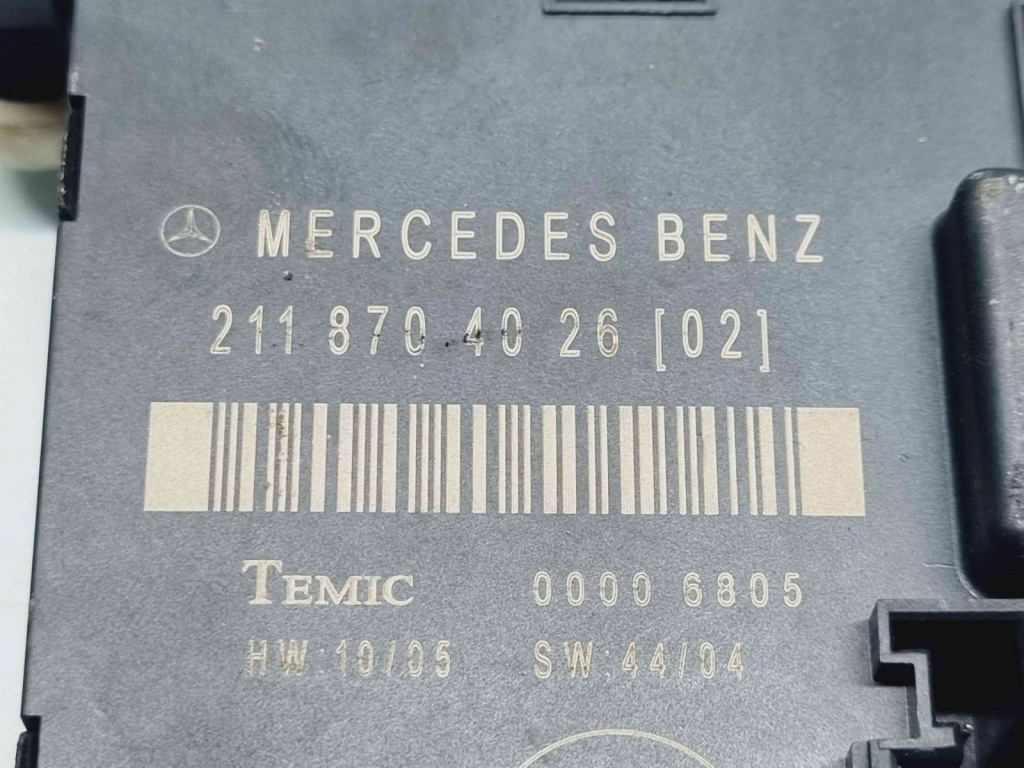 MERCEDES BENZ
211 870 40 26 [02]
TEMIC 0000 6805
HW:10/05 SW:44/04